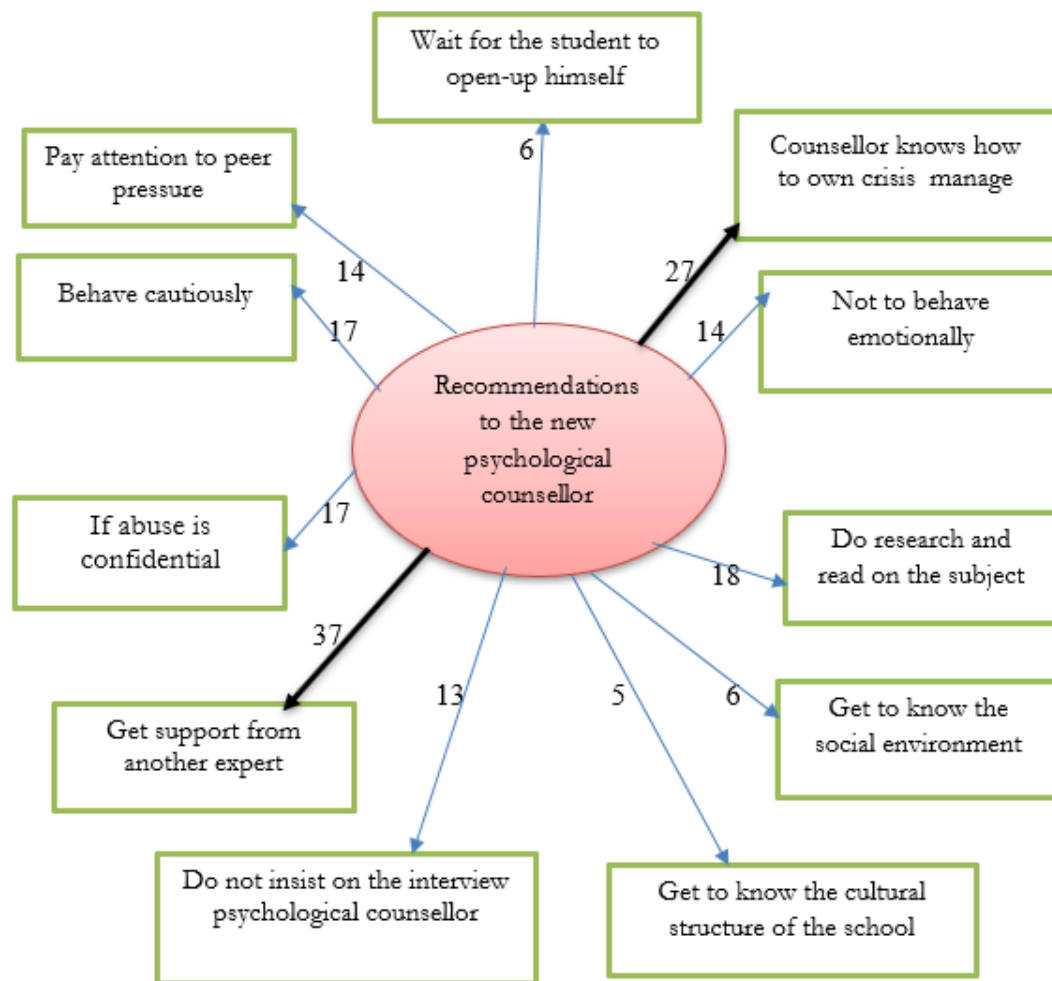 Wait for the student to
open-up himself
6
Pay attention to peer
pressure
14
Counsellor knows how
to own crisis manage
27
Behave cautiously
17
Not to behave
emotionally
14
Recommendations
to the new
psychological
counsellor
If abuse is
confidential
17
Do research and
read on the subject
18
Get support from
another expert
37
Get to know the
social environment
6
Do not insist on the interview
psychological counsellor
13
Get to know the cultural
structure of the school
5